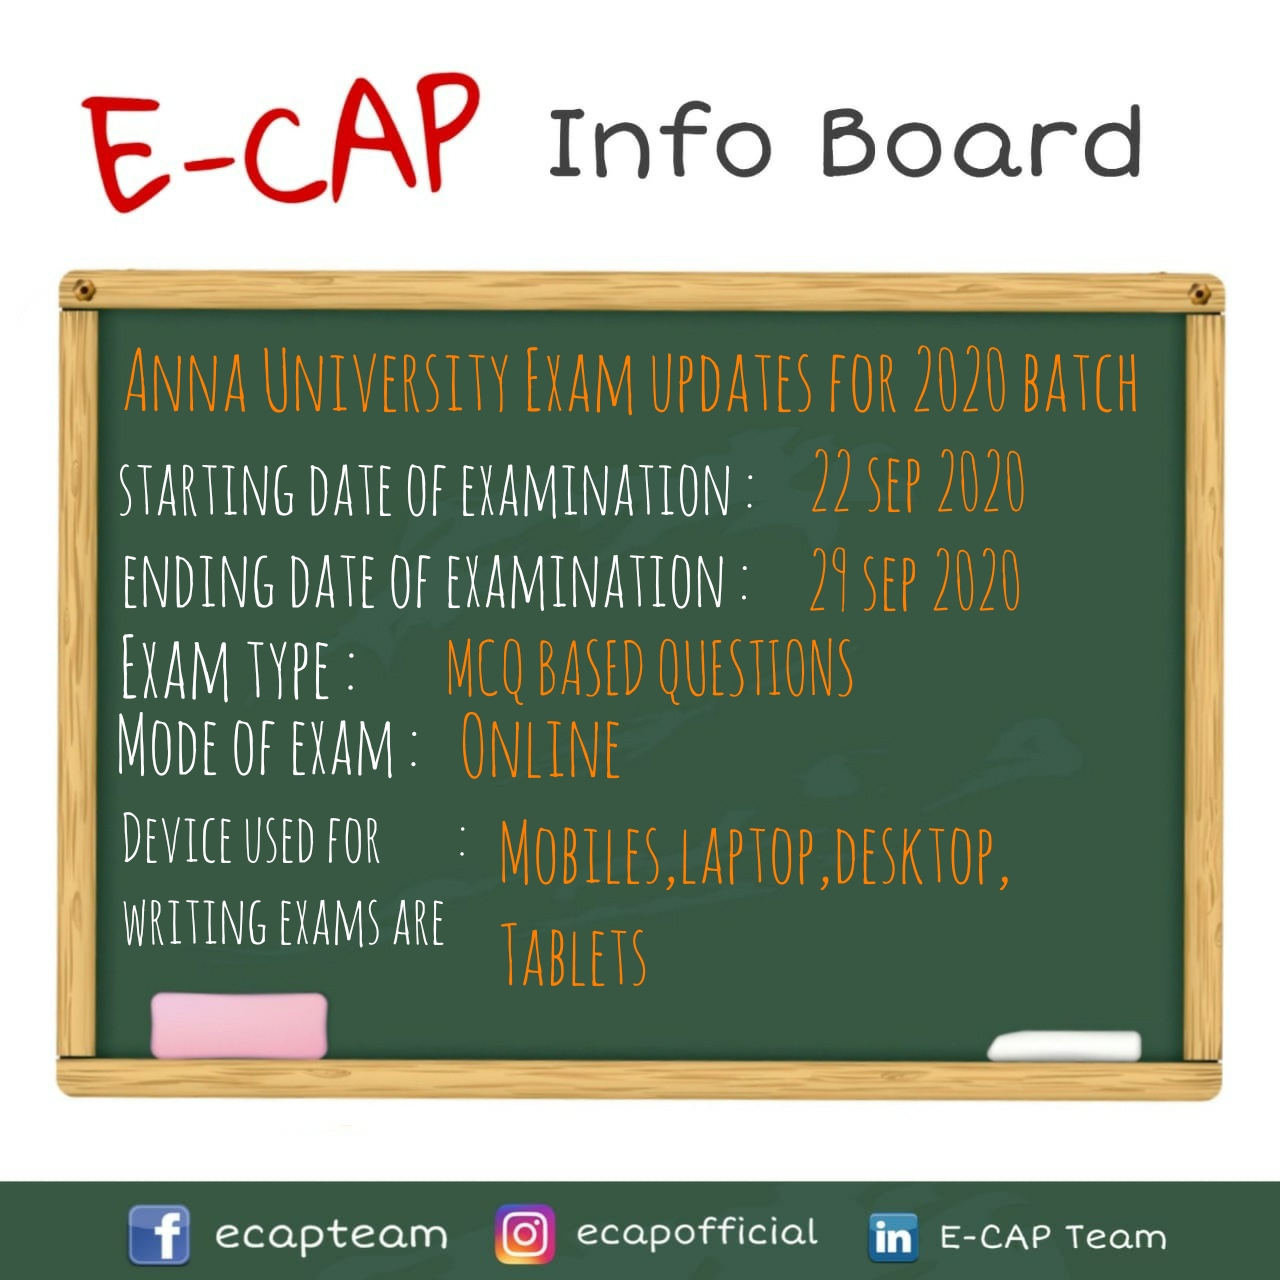 E-CAP Info Board
ANNA UNIVERSITY EXAM UPDATES FOR 2020 BATCH
STARTING DATE OF EXAMINATION : 22 SEP 2020
ENDING DATE OF EXAMINATION : 29 SEP 2020
EXAM TYPE : MCQ BASED QUESTIONS
MODE OF EXAM : ONLINE
DEVICE USED FOR : MOBILES,LAPTOP,DESKTOP,
WRITING EXAMS ARE TABLETS
ecapteam ecapofficial E-CAP Team